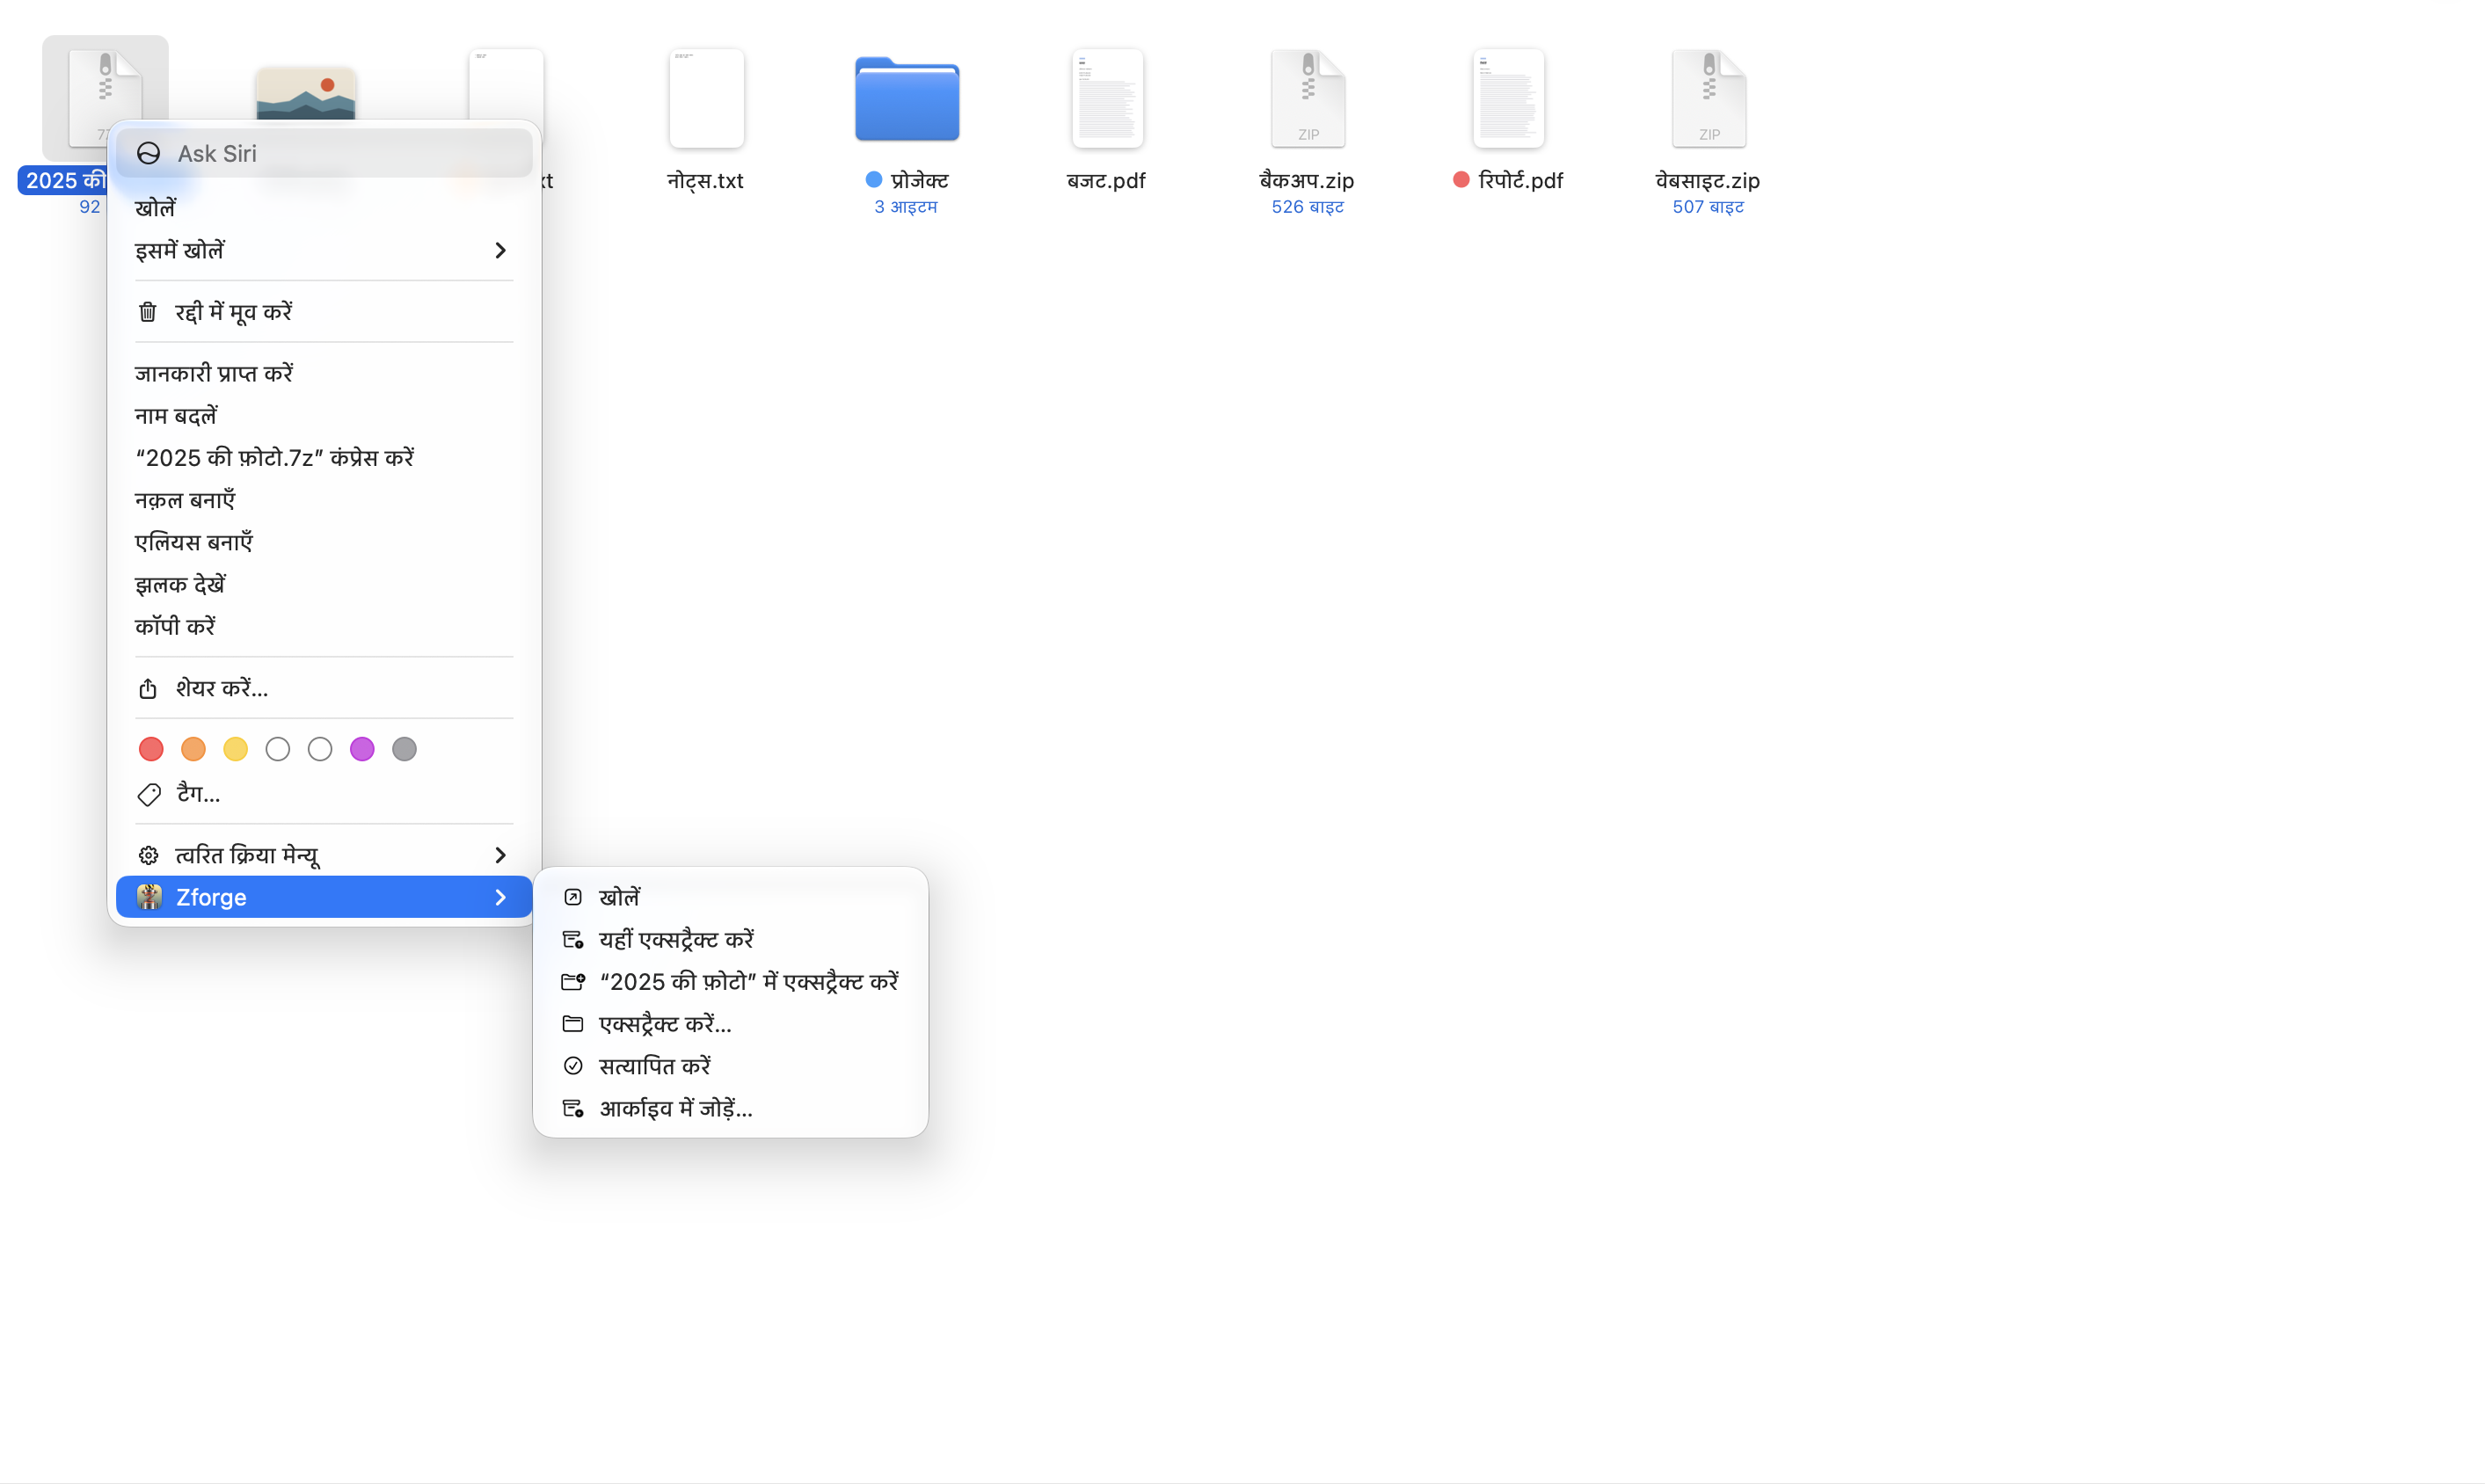 2025 की
92
xt
नोट्स.txt
प्रोजेक्ट
3 आइटम
बजट.pdf
ZIP
बैकअप.zip
526 बाइट
रिपोर्ट.pdf
ZIP
वेबसाइट.zip
507 बाइट
Ask Siri
खोलें
इसमें खोलें
रद्दी में मूव करें
जानकारी प्राप्त करें
नाम बदलें
“2025 की फ़ोटो.7z” कंप्रेस करें
नक़ल बनाएँ
एलियस बनाएँ
झलक देखें
कॉपी करें
शेयर करें...
टैग...
त्वरित क्रिया मेन्यू
Zforge
खोलें
यहीं एक्सट्रैक्ट करें
“2025 की फ़ोटो” में एक्सट्रैक्ट करें
एक्सट्रैक्ट करें...
सत्यापित करें
आर्काइव में जोड़ें...